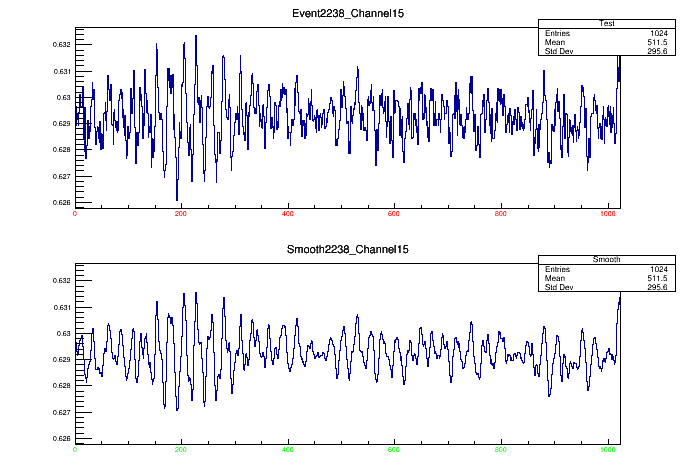 Event2238_Channel15
Test
Entries 1024
Mean 511.5
Std Dev 295.6
0.632
0.631
0.63
0.629
0.628
0.627
0.626
0 200 400 600 800 1000
Smooth2238_Channel15
Smooth
Entries 1024
Mean 511.5
Std Dev 295.6
0.632
0.631
0.63
0.629
0.628
0.627
0.626
0 200 400 600 800 1000